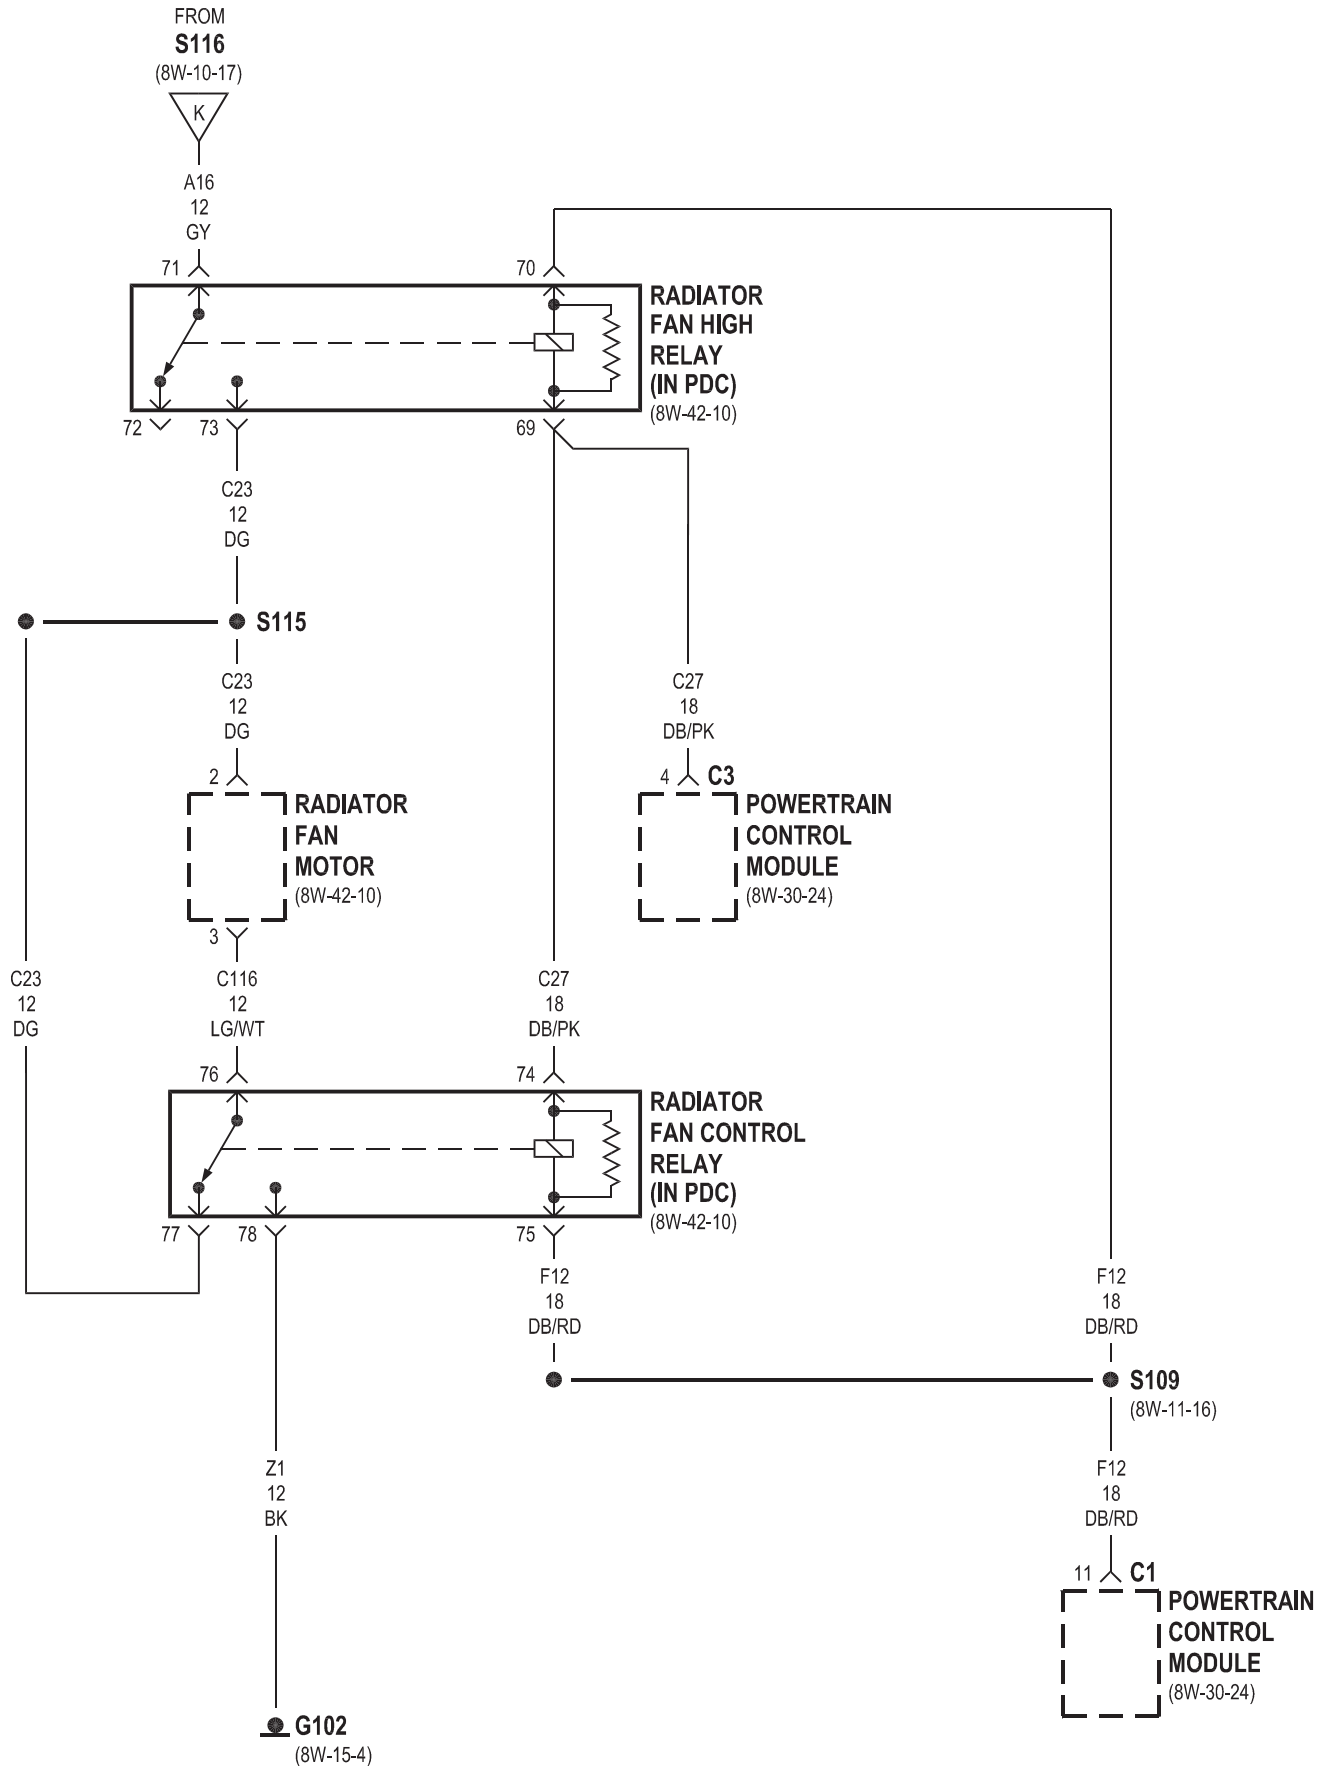 FROM
S116
(8W-10-17)
K
A16
12
GY
71
70
RADIATOR
FAN HIGH
RELAY
(IN PDC)
(8W-42-10)
72
73
69
C23
12
DG
S115
C23
12
DG
C27
18
DB/PK
2
4
C3
RADIATOR
FAN
MOTOR
(8W-42-10)
POWERTRAIN
CONTROL
MODULE
(8W-30-24)
3
C23
12
DG
C116
12
LG/WT
C27
18
DB/PK
76
74
RADIATOR
FAN CONTROL
RELAY
(IN PDC)
(8W-42-10)
77
78
75
F12
18
DB/RD
F12
18
DB/RD
S109
(8W-11-16)
Z1
12
BK
F12
18
DB/RD
11
C1
POWERTRAIN
CONTROL
MODULE
(8W-30-24)
G102
(8W-15-4)